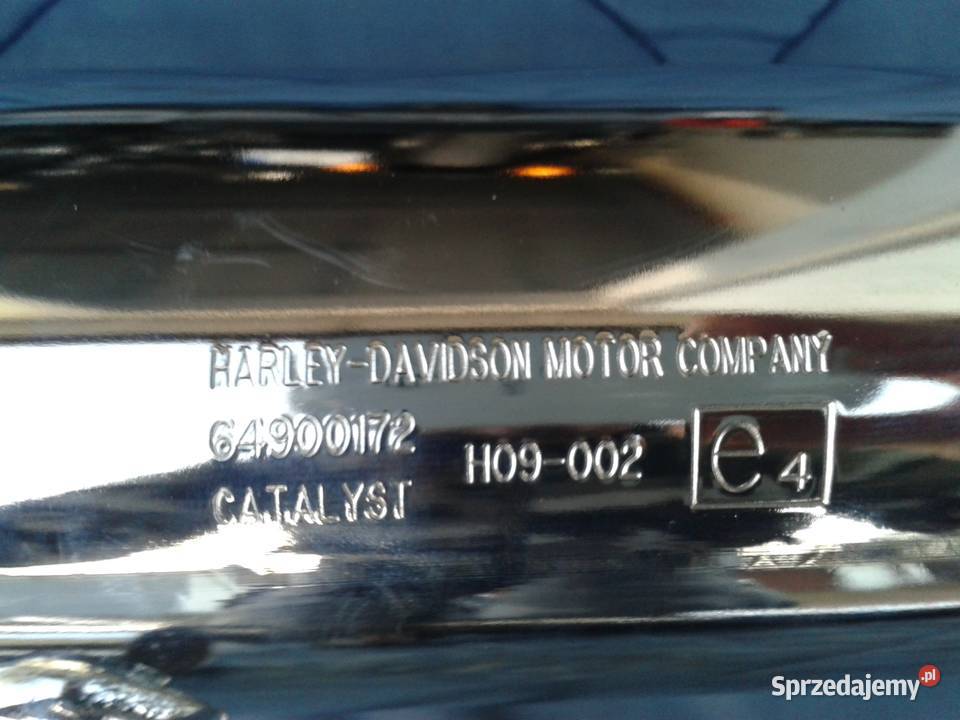 HARLEY-DAVIDSON MOTOR COMPANY
64900172
H09-002
e4
CATALYST
Sprzedajemy.pl